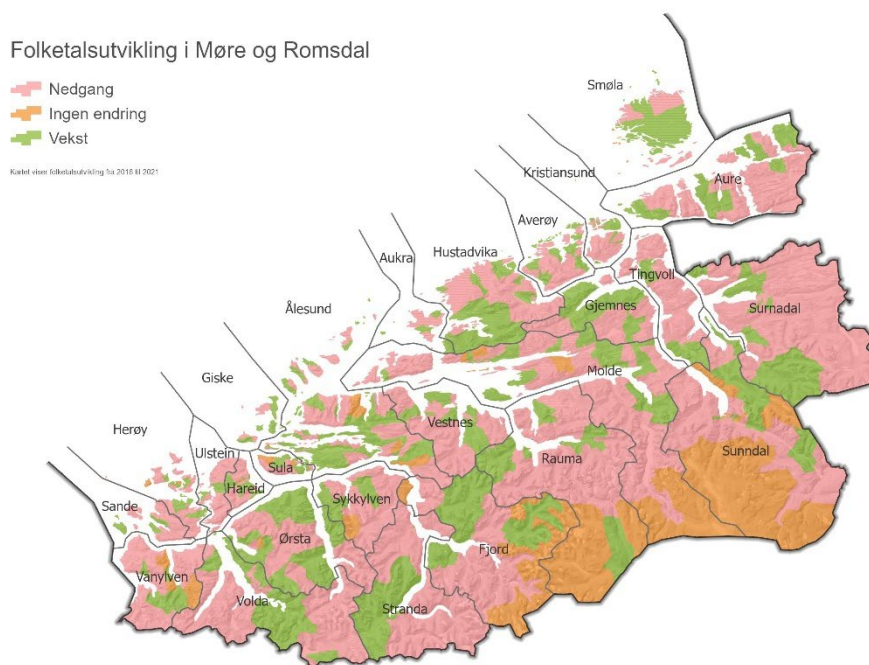 Folketalsutvikling i Møre og Romsdal
Nedgang
Ingen endring
Vekst
Kartet viser folketalsutvikling frå 2016 til 2021
Smøla
Kristiansund
Aure
Averøy
Hustadvika
Aukra
Tingvoll
Surnadal
Gjemnes
Ålesund
Molde
Giske
Vestnes
Herøy
Ulstein
Sula
Rauma
Sunndal
Hareid
Sykkylven
Sande
Ørsta
Fjord
Vanylven
Volda
Stranda